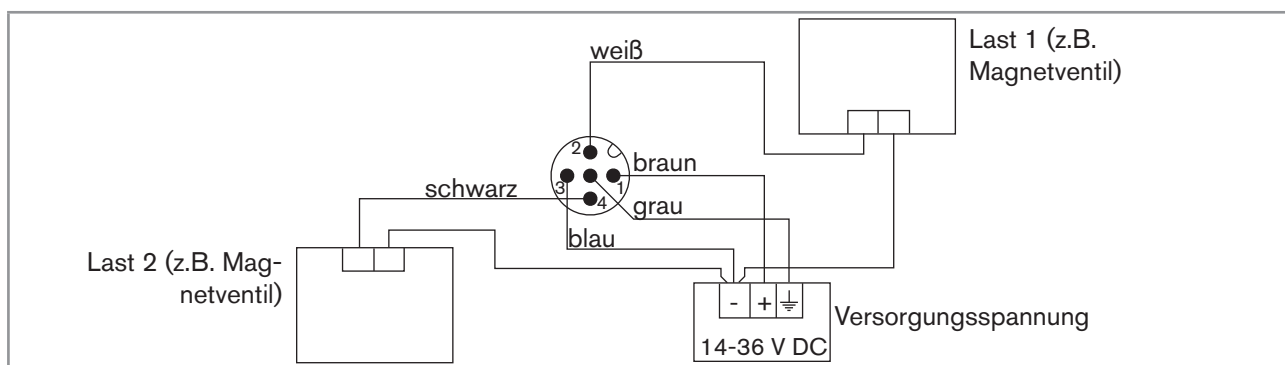 weiß
Last 1 (z.B.
Magnetventil)
2
braun
3
1
schwarz
4
grau
blau
Last 2 (z.B. Mag-
netventil)
- +
Versorgungsspannung
14-36 V DC